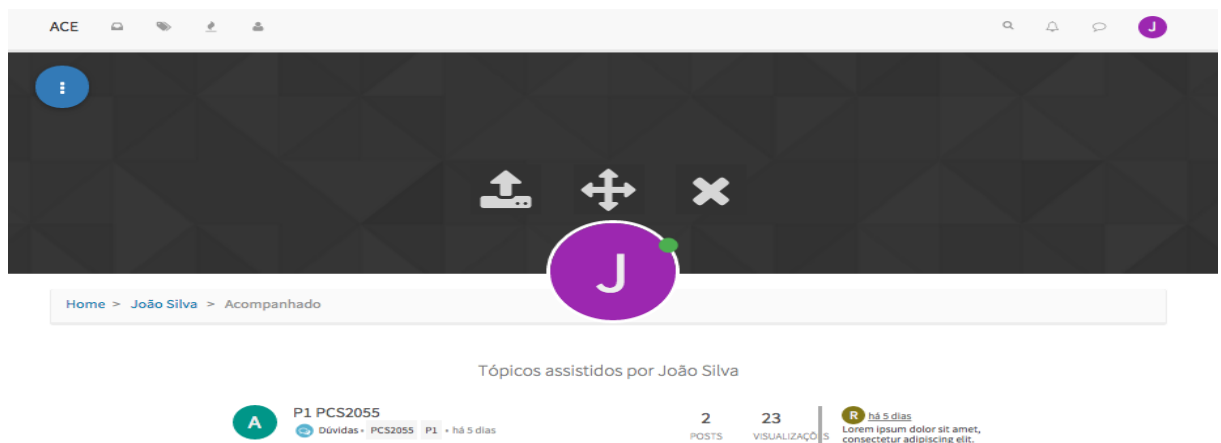 ACE
J
J
Home > João Silva > Acompanhado
Tópicos assistidos por João Silva
A
P1 PCS2055
Dúvidas • PCS2055 P1 • há 5 dias
2
POSTS
23
VISUALIZAÇÕES
R há 5 dias
Lorem ipsum dolor sit amet,
consectetur adipiscing elit.